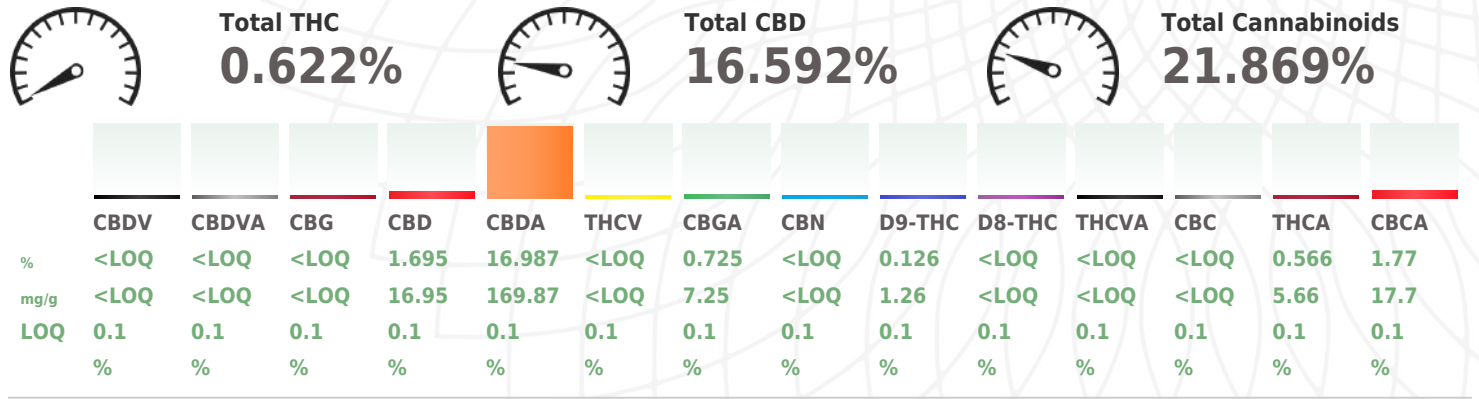 Total THC Total CBD Total Cannabinoids
0.622% 16.592% 21.869%
CBDV CBDVA CBG CBD CBDA THCV CBGA CBN D9-THC D8-THC THCVA CBC THCA CBCA
% <LOQ <LOQ <LOQ 1.695 16.987 <LOQ 0.725 <LOQ 0.126 <LOQ <LOQ <LOQ 0.566 1.77
mg/g <LOQ <LOQ <LOQ 16.95 169.87 <LOQ 7.25 <LOQ 1.26 <LOQ <LOQ <LOQ 5.66 17.7
LOQ 0.1 0.1 0.1 0.1 0.1 0.1 0.1 0.1 0.1 0.1 0.1 0.1 0.1 0.1
% % % % % % % % % % % % % %